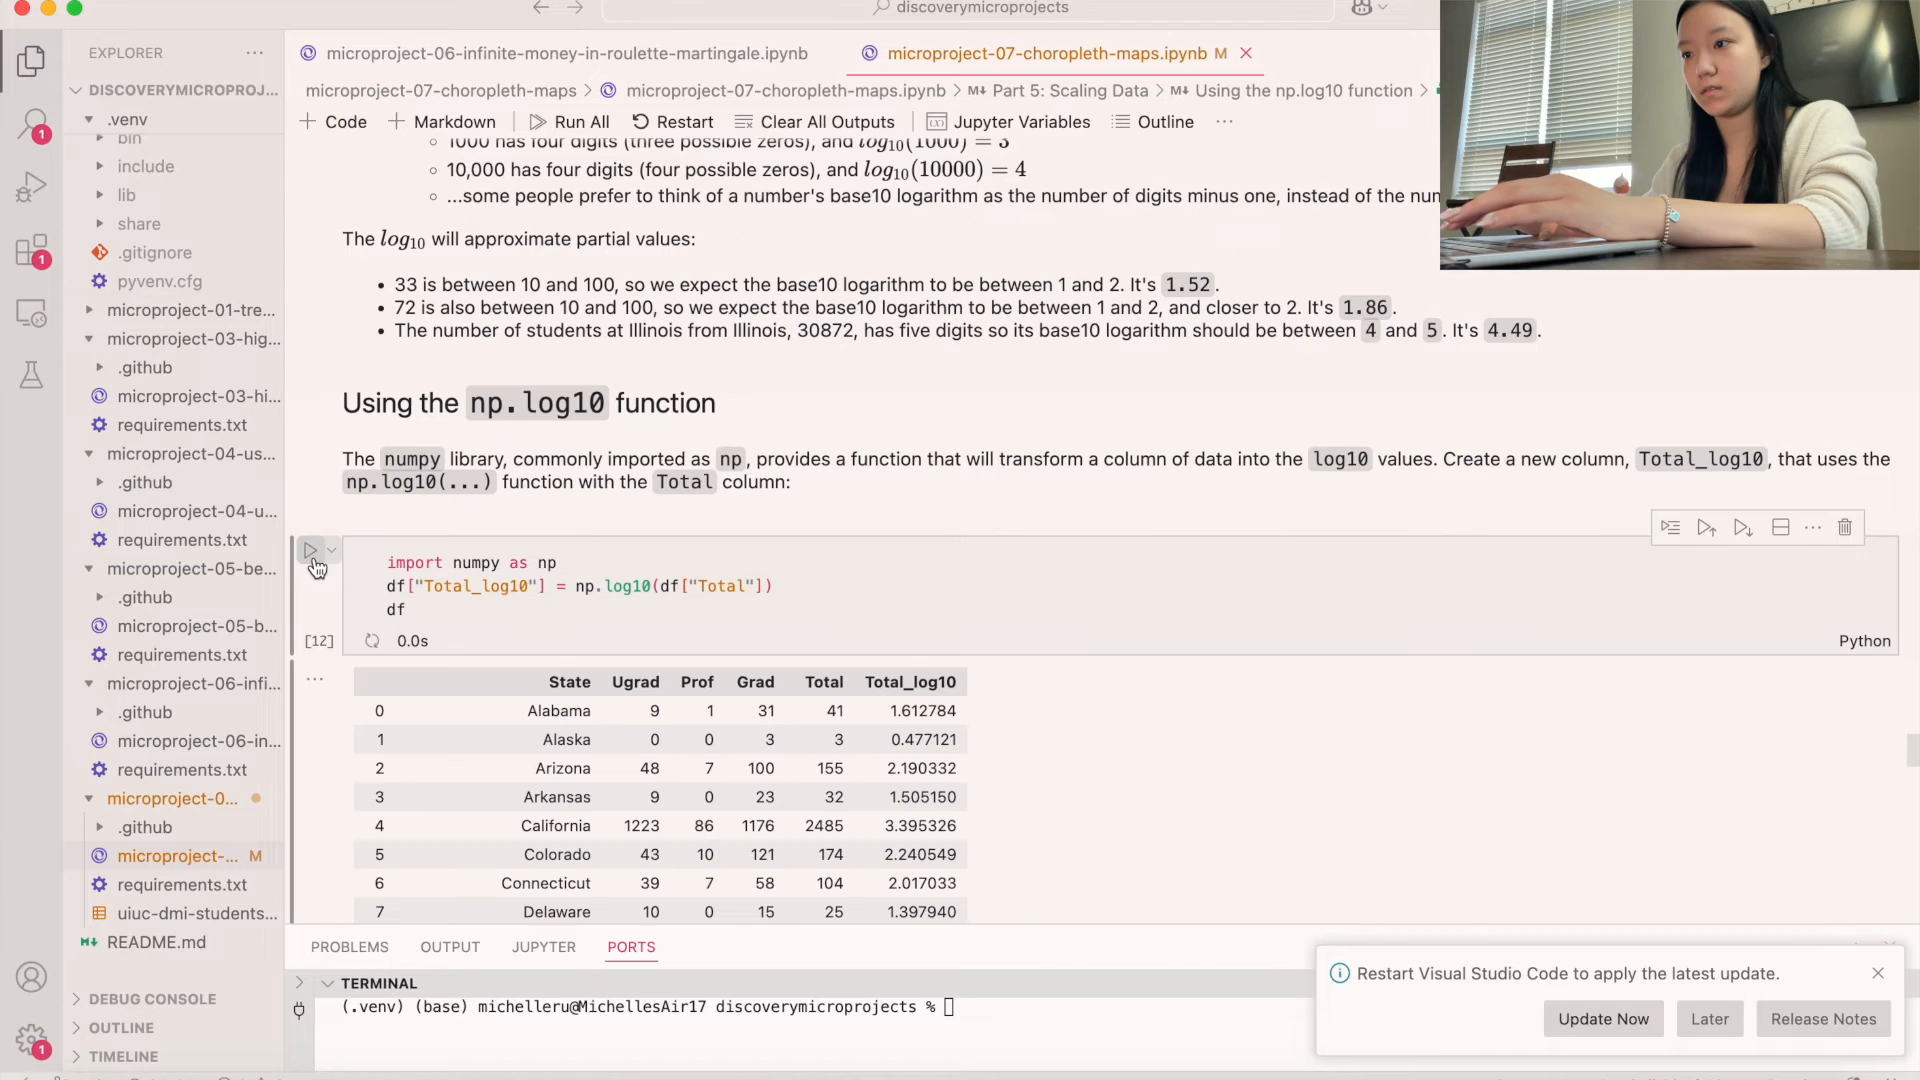 discoverymicroprojects
EXPLORER
DISCOVERYMICROPROJ...
.venv
bin
include
lib
share
.gitignore
pyvenv.cfg
microproject-01-tre...
microproject-03-hig...
.github
microproject-03-hi...
requirements.txt
microproject-04-us...
.github
microproject-04-u...
requirements.txt
microproject-05-be...
.github
microproject-05-b...
requirements.txt
microproject-06-infi...
.github
microproject-06-in...
requirements.txt
microproject-0...
.github
microproject-... M
requirements.txt
uiuc-dmi-students...
README.md
DEBUG CONSOLE
OUTLINE
TIMELINE
1
1
1
microproject-06-infinite-money-in-roulette-martingale.ipynb
microproject-07-choropleth-maps.ipynb M
microproject-07-choropleth-maps > microproject-07-choropleth-maps.ipynb > M↓ Part 5: Scaling Data > M↓ Using the np.log10 function >
+ Code + Markdown Run All Restart Clear All Outputs Jupyter Variables Outline ...
1000 has four digits (three possible zeros), and log10(1000) = 3
10,000 has four digits (four possible zeros), and log10(10000) = 4
...some people prefer to think of a number's base10 logarithm as the number of digits minus one, instead of the num
The log10 will approximate partial values:
• 33 is between 10 and 100, so we expect the base10 logarithm to be between 1 and 2. It's 1.52.
• 72 is also between 10 and 100, so we expect the base10 logarithm to be between 1 and 2, and closer to 2. It's 1.86.
• The number of students at Illinois from Illinois, 30872, has five digits so its base10 logarithm should be between 4 and 5. It's 4.49.
Using the np.log10 function
The numpy library, commonly imported as np, provides a function that will transform a column of data into the log10 values. Create a new column, Total_log10, that uses the
np.log10(...) function with the Total column:
import numpy as np
df["Total_log10"] = np.log10(df["Total"])
df
[12] 0.0s Python
...
State Ugrad Prof Grad Total Total_log10
0 Alabama 9 1 31 41 1.612784
1 Alaska 0 0 3 3 0.477121
2 Arizona 48 7 100 155 2.190332
3 Arkansas 9 0 23 32 1.505150
4 California 1223 86 1176 2485 3.395326
5 Colorado 43 10 121 174 2.240549
6 Connecticut 39 7 58 104 2.017033
7 Delaware 10 0 15 25 1.397940
PROBLEMS OUTPUT JUPYTER PORTS
TERMINAL
(.venv) (base) michelleru@MichellesAir17 discoverymicroprojects %
Restart Visual Studio Code to apply the latest update.
Update Now Later Release Notes